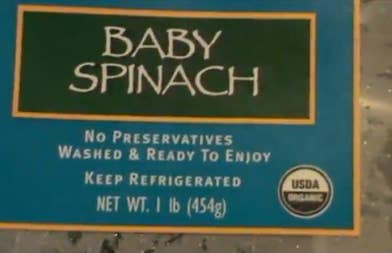 BABY
SPINACH
NO PRESERVATIVES
WASHED & READY TO ENJOY
KEEP REFRIGERATED
USDA
ORGANIC
NET WT. 1 lb (454g)